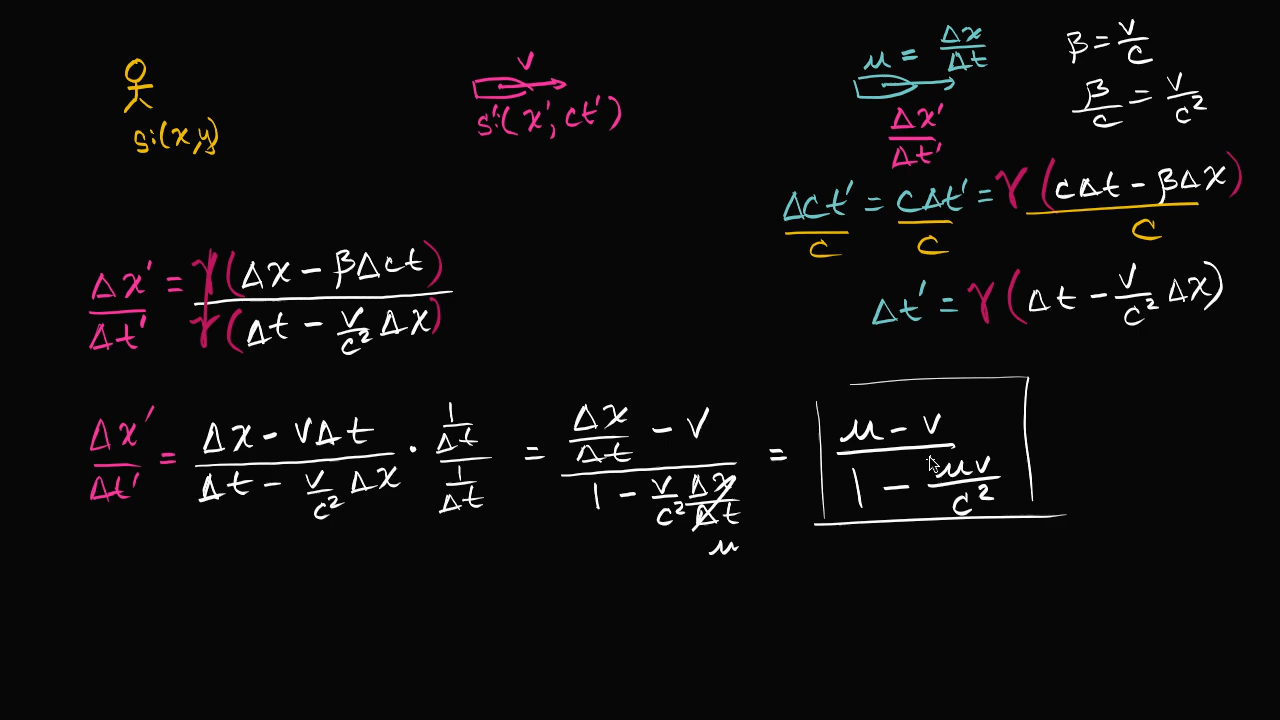 v
s':(x', ct')
s:(x,y)
u = Δx/Δt
Δx'/Δt'
β = v/c
β/c = v/c²
Δct'/c = cΔt'/c = γ(cΔt - βΔx)/c
Δt' = γ(Δt - v/c² Δx)
Δx'/Δt' = γ(Δx - βΔct)/γ(Δt - v/c² Δx)
Δx'/Δt' = (Δx - vΔt)/(Δt - v/c² Δx) · (1/Δt)/(1/Δt) = (Δx/Δt - v)/(1 - v/c² Δx/Δt) = (u - v)/(1 - uv/c²)
u